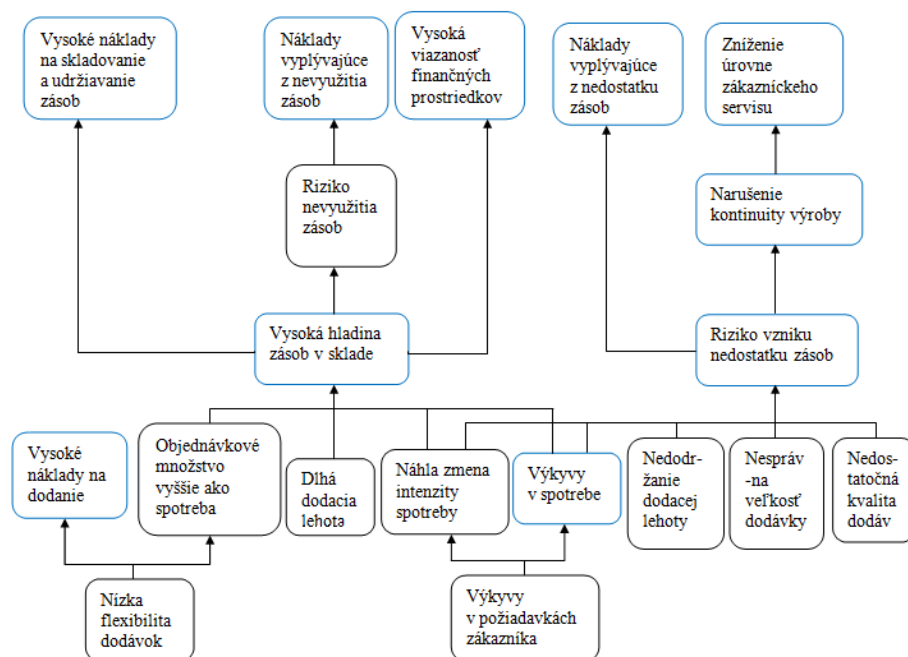 Vysoké náklady
na skladovanie
a udržiavanie
zásob
Náklady
vyplývajúce
z nevyužitia
zásob
Vysoká
viazanosť
finančných
prostriedkov
Náklady
vyplývajúce
z nedostatku
zásob
Zníženie
úrovne
zákazníckeho
servisu
Riziko
nevyužitia
zásob
Narušenie
kontinuity výroby
Vysoká hladina
zásob v sklade
Riziko vzniku
nedostatku zásob
Vysoké
náklady na
dodanie
Objednávkové
množstvo
vyššie ako
spotreba
Dlhá
dodacia
lehota
Náhla zmena
intenzity
spotreby
Výkyvy
v spotrebe
Nedodr-
žanie
dodacej
lehoty
Nespráv
-na
veľkosť
dodávky
Nedos-
tatočná
kvalita
dodáv
Nízka
flexibilita
dodávok
Výkyvy
v požiadavkách
zákazníka